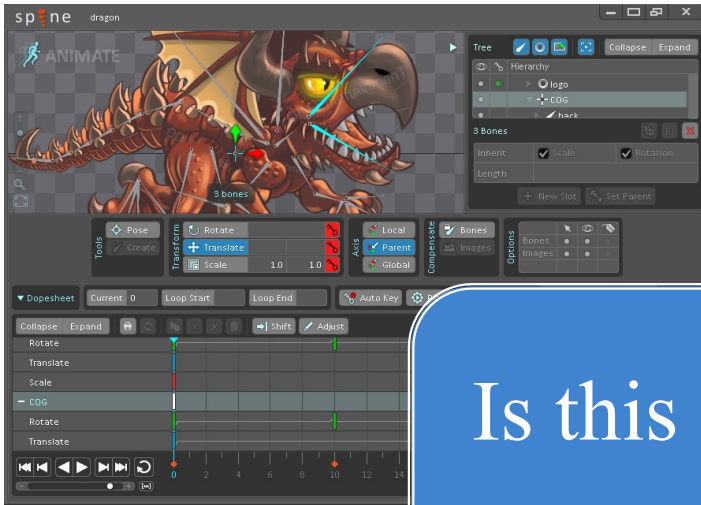 spine dragon
ANIMATE
3 bones
Tree Collapse Expand
Hierarchy
logo
COG
back
3 Bones
Inherit Scale Rotation
Length
+ New Slot Set Parent
Tools
Pose
Create
Transform
Rotate
Translate
Scale 1.0 1.0
Axis
Local
Parent
Global
Compensate
Bones
Images
Options
Bones
Images
Dopesheet Current 0 Loop Start Loop End Auto Key
Collapse Expand Shift Adjust
Rotate
Translate
Scale
COG
Rotate
Translate
0 2 4 6 8 10 12 14
Is this